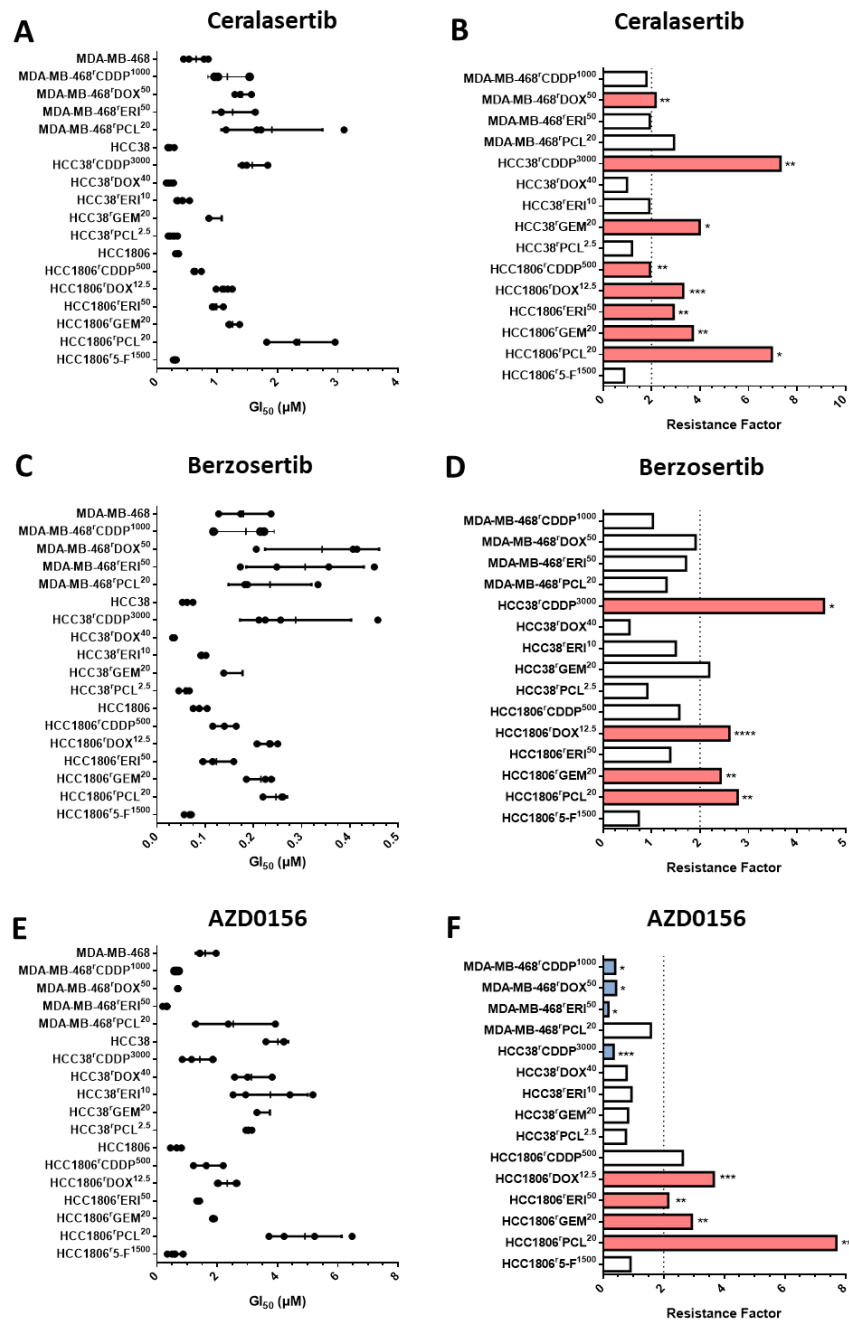 A
Ceralasertib
MDA-MB-468
MDA-MB-468ʳCDDP¹⁰⁰⁰
MDA-MB-468ʳDOX⁵⁰
MDA-MB-468ʳERI⁵⁰
MDA-MB-468ʳPCL²⁰
HCC38
HCC38ʳCDDP³⁰⁰⁰
HCC38ʳDOX⁴⁰
HCC38ʳERI¹⁰
HCC38ʳGEM²⁰
HCC38ʳPCL²·⁵
HCC1806
HCC1806ʳCDDP⁵⁰⁰
HCC1806ʳDOX¹²·⁵
HCC1806ʳERI⁵⁰
HCC1806ʳGEM²⁰
HCC1806ʳPCL²⁰
HCC1806ʳ5-F¹⁵⁰⁰
0 1 2 3 4
GI₅₀ (µM)
B
Ceralasertib
MDA-MB-468ʳCDDP¹⁰⁰⁰
MDA-MB-468ʳDOX⁵⁰ **
MDA-MB-468ʳERI⁵⁰
MDA-MB-468ʳPCL²⁰
HCC38ʳCDDP³⁰⁰⁰ **
HCC38ʳDOX⁴⁰
HCC38ʳERI¹⁰
HCC38ʳGEM²⁰ *
HCC38ʳPCL²·⁵
HCC1806ʳCDDP⁵⁰⁰ **
HCC1806ʳDOX¹²·⁵ ***
HCC1806ʳERI⁵⁰ **
HCC1806ʳGEM²⁰ **
HCC1806ʳPCL²⁰ *
HCC1806ʳ5-F¹⁵⁰⁰
0 2 4 6 8 10
Resistance Factor
C
Berzosertib
MDA-MB-468
MDA-MB-468ʳCDDP¹⁰⁰⁰
MDA-MB-468ʳDOX⁵⁰
MDA-MB-468ʳERI⁵⁰
MDA-MB-468ʳPCL²⁰
HCC38
HCC38ʳCDDP³⁰⁰⁰
HCC38ʳDOX⁴⁰
HCC38ʳERI¹⁰
HCC38ʳGEM²⁰
HCC38ʳPCL²·⁵
HCC1806
HCC1806ʳCDDP⁵⁰⁰
HCC1806ʳDOX¹²·⁵
HCC1806ʳERI⁵⁰
HCC1806ʳGEM²⁰
HCC1806ʳPCL²⁰
HCC1806ʳ5-F¹⁵⁰⁰
0.0 0.1 0.2 0.3 0.4 0.5
GI₅₀ (µM)
D
Berzosertib
MDA-MB-468ʳCDDP¹⁰⁰⁰
MDA-MB-468ʳDOX⁵⁰
MDA-MB-468ʳERI⁵⁰
MDA-MB-468ʳPCL²⁰
HCC38ʳCDDP³⁰⁰⁰ *
HCC38ʳDOX⁴⁰
HCC38ʳERI¹⁰
HCC38ʳGEM²⁰
HCC38ʳPCL²·⁵
HCC1806ʳCDDP⁵⁰⁰
HCC1806ʳDOX¹²·⁵ ****
HCC1806ʳERI⁵⁰
HCC1806ʳGEM²⁰ **
HCC1806ʳPCL²⁰ **
HCC1806ʳ5-F¹⁵⁰⁰
0 1 2 3 4 5
Resistance Factor
E
AZD0156
MDA-MB-468
MDA-MB-468ʳCDDP¹⁰⁰⁰
MDA-MB-468ʳDOX⁵⁰
MDA-MB-468ʳERI⁵⁰
MDA-MB-468ʳPCL²⁰
HCC38
HCC38ʳCDDP³⁰⁰⁰
HCC38ʳDOX⁴⁰
HCC38ʳERI¹⁰
HCC38ʳGEM²⁰
HCC38ʳPCL²·⁵
HCC1806
HCC1806ʳCDDP⁵⁰⁰
HCC1806ʳDOX¹²·⁵
HCC1806ʳERI⁵⁰
HCC1806ʳGEM²⁰
HCC1806ʳPCL²⁰
HCC1806ʳ5-F¹⁵⁰⁰
0 2 4 6 8
GI₅₀ (µM)
F
AZD0156
MDA-MB-468ʳCDDP¹⁰⁰⁰ *
MDA-MB-468ʳDOX⁵⁰ *
MDA-MB-468ʳERI⁵⁰ *
MDA-MB-468ʳPCL²⁰
HCC38ʳCDDP³⁰⁰⁰ ***
HCC38ʳDOX⁴⁰
HCC38ʳERI¹⁰
HCC38ʳGEM²⁰
HCC38ʳPCL²·⁵
HCC1806ʳCDDP⁵⁰⁰
HCC1806ʳDOX¹²·⁵ ***
HCC1806ʳERI⁵⁰ **
HCC1806ʳGEM²⁰ **
HCC1806ʳPCL²⁰
HCC1806ʳ5-F¹⁵⁰⁰
0 2 4 6 8
Resistance Factor